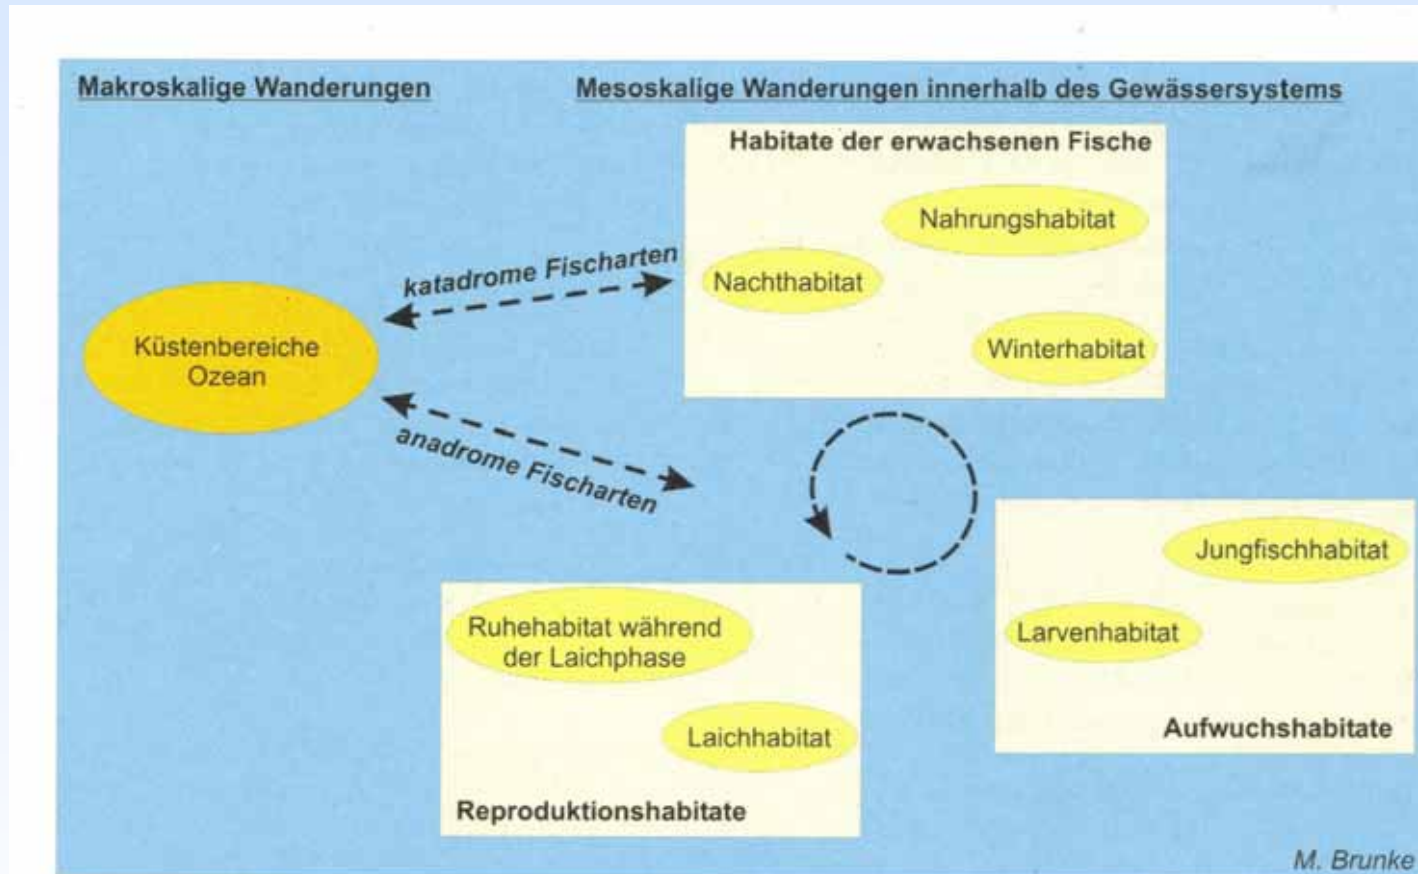 Makroskalige Wanderungen
Mesoskalige Wanderungen innerhalb des Gewässersystems
Habitate der erwachsenen Fische
Nahrungshabitat
Nachthabitat
Winterhabitat
katadrome Fischarten
Küstenbereiche
Ozean
anadrome Fischarten
Jungfischhabitat
Larvenhabitat
Aufwuchshabitate
Ruhehabitat während
der Laichphase
Laichhabitat
Reproduktionshabitate
M. Brunke